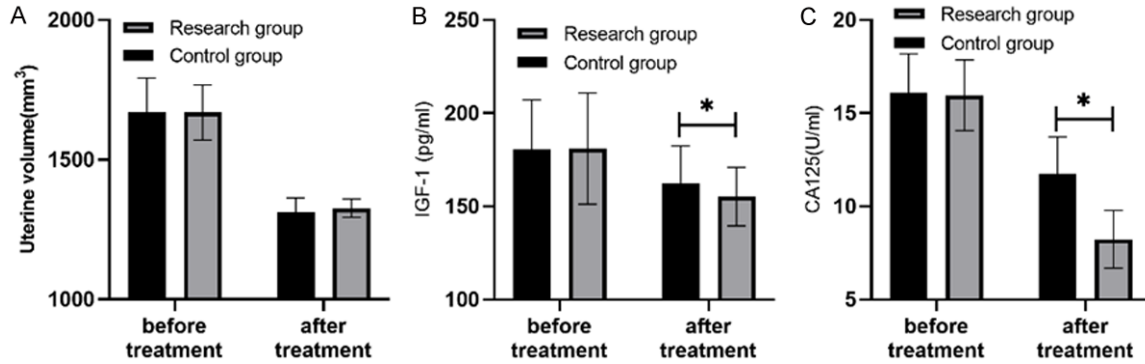 A
2000
1500
1000
Uterine volume(mm³)
Research group
Control group
before
treatment
after
treatment
B
250
200
150
100
IGF-1 (pg/ml)
Research group
Control group
*
before
treatment
after
treatment
C
20
15
10
5
CA125(U/ml)
Research group
Control group
*
before
treatment
after
treatment